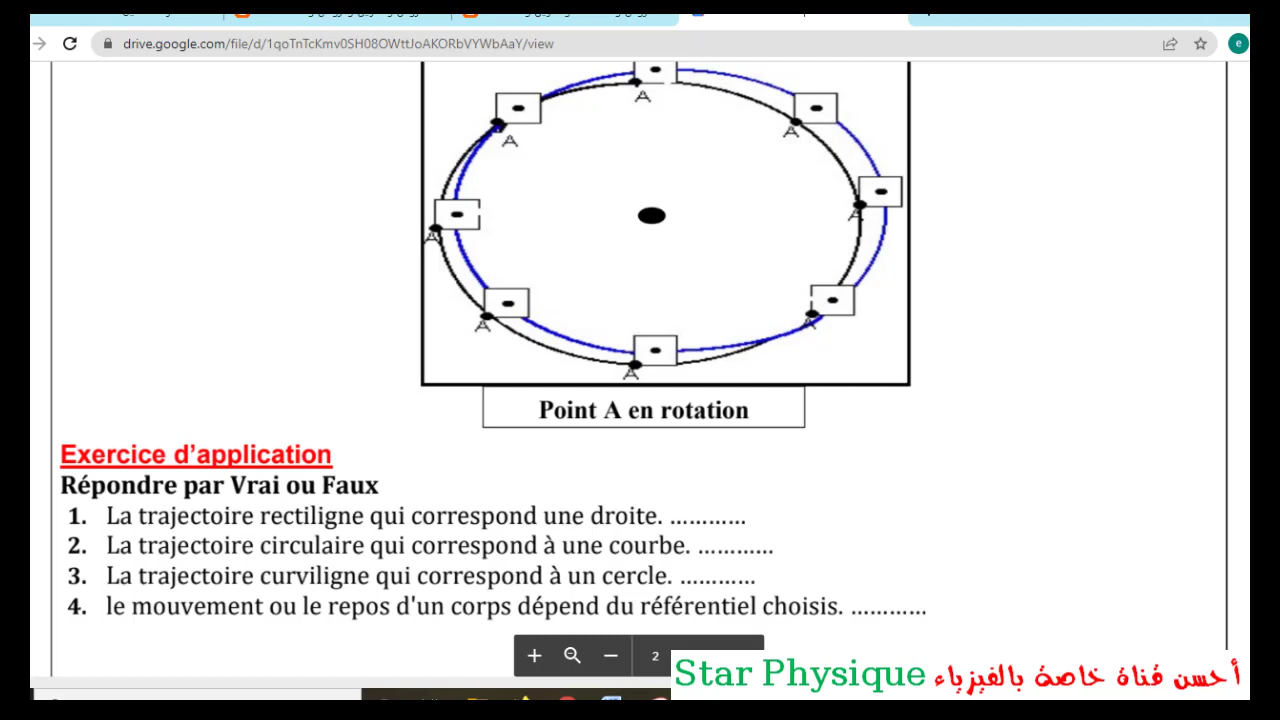 drive.google.com/file/d/1qoTnTcKmv0SH08OWttJoAKORbVYWbAaY/view
e
A
A
A
A
A
A
A
A
Point A en rotation
Exercice d’application
Répondre par Vrai ou Faux
1. La trajectoire rectiligne qui correspond une droite. …………
2. La trajectoire circulaire qui correspond à une courbe. …………
3. La trajectoire curviligne qui correspond à un cercle. …………
4. le mouvement ou le repos d'un corps dépend du référentiel choisis. …………
2
Star Physique أحسن قناة خاصة بالفيزياء